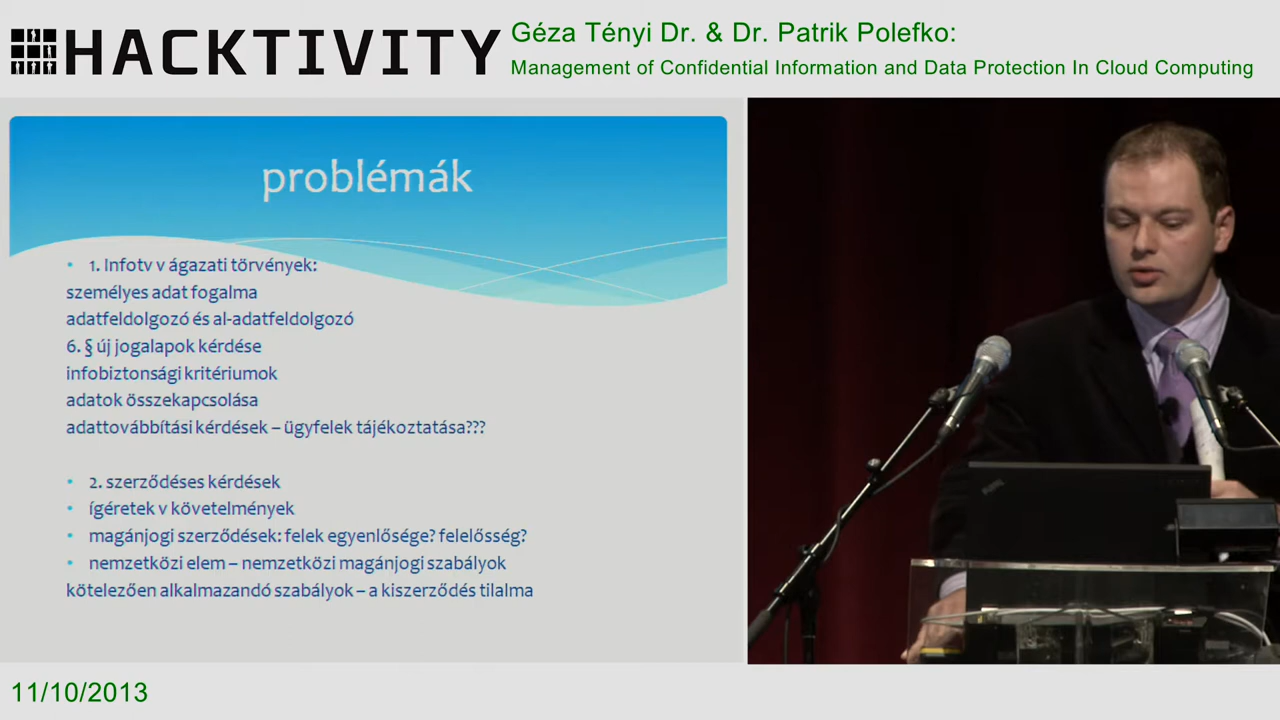 HACKTIVITY
Géza Tényi Dr. & Dr. Patrik Polefko:
Management of Confidential Information and Data Protection In Cloud Computing
problémák
• 1. Infotv v ágazati törvények:
személyes adat fogalma
adatfeldolgozó és al-adatfeldolgozó
6. § új jogalapok kérdése
infobiztonsági kritériumok
adatok összekapcsolása
adattovábbítási kérdések – ügyfelek tájékoztatása???
• 2. szerződéses kérdések
• ígéretek v követelmények
• magánjogi szerződések: felek egyenlősége? felelősség?
• nemzetközi elem – nemzetközi magánjogi szabályok
kötelezően alkalmazandó szabályok – a kiszerződés tilalma
11/10/2013